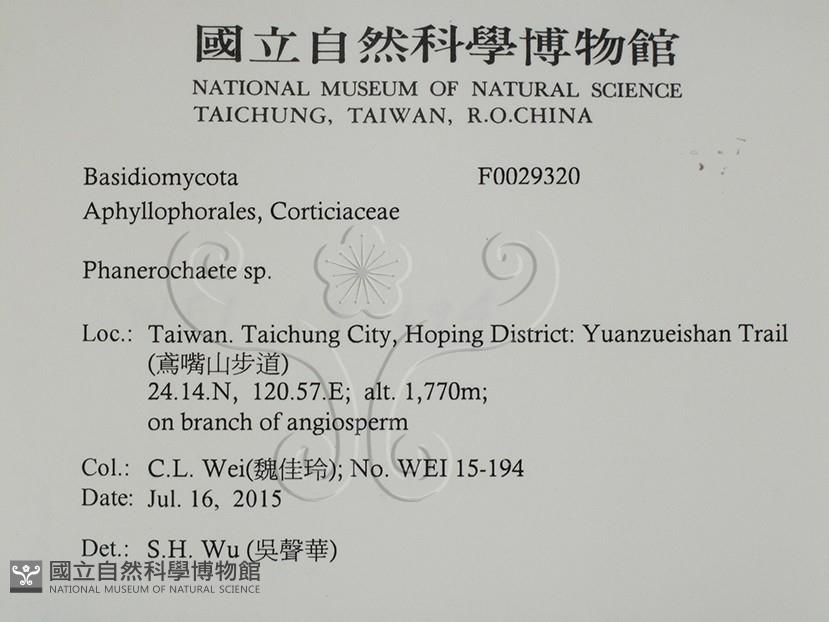 國立自然科學博物館
NATIONAL MUSEUM OF NATURAL SCIENCE
TAICHUNG, TAIWAN, R.O.CHINA
Basidiomycota F0029320
Aphyllophorales, Corticiaceae
Phanerochaete sp.
Loc.: Taiwan. Taichung City, Hoping District: Yuanzueishan Trail
(鳶嘴山步道)
24.14.N, 120.57.E; alt. 1,770m;
on branch of angiosperm
Col.: C.L. Wei(魏佳玲); No. WEI 15-194
Date: Jul. 16, 2015
Det.: S.H. Wu (吳聲華)
國立自然科學博物館
NATIONAL MUSEUM OF NATURAL SCIENCE